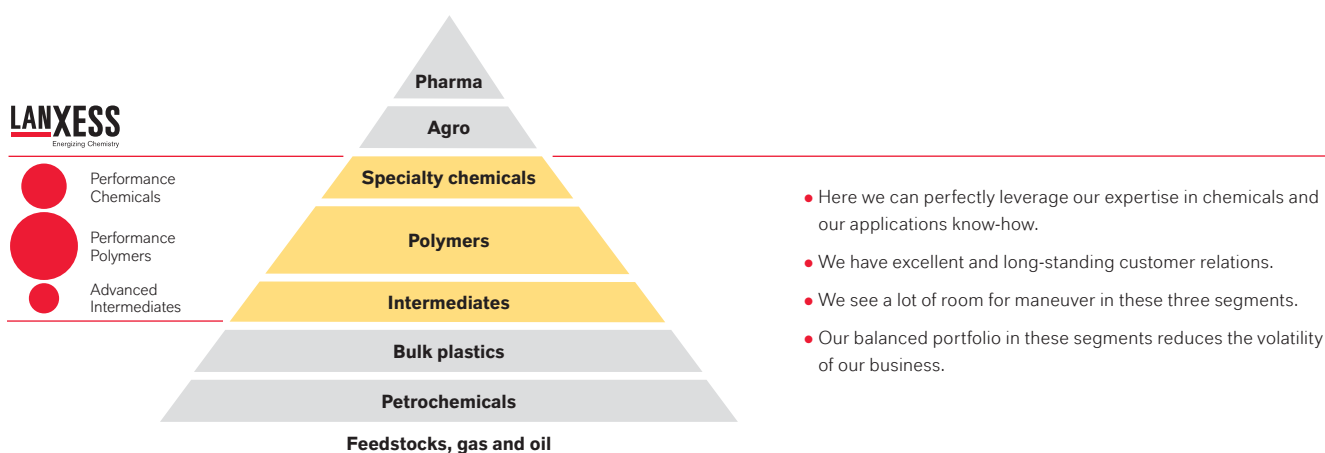 Pharma
Agro
LANXESS
Energizing Chemistry
Performance
Chemicals
Performance
Polymers
Advanced
Intermediates
Specialty chemicals
Polymers
Intermediates
Bulk plastics
Petrochemicals
Feedstocks, gas and oil
• Here we can perfectly leverage our expertise in chemicals and
our applications know-how.
• We have excellent and long-standing customer relations.
• We see a lot of room for maneuver in these three segments.
• Our balanced portfolio in these segments reduces the volatility
of our business.